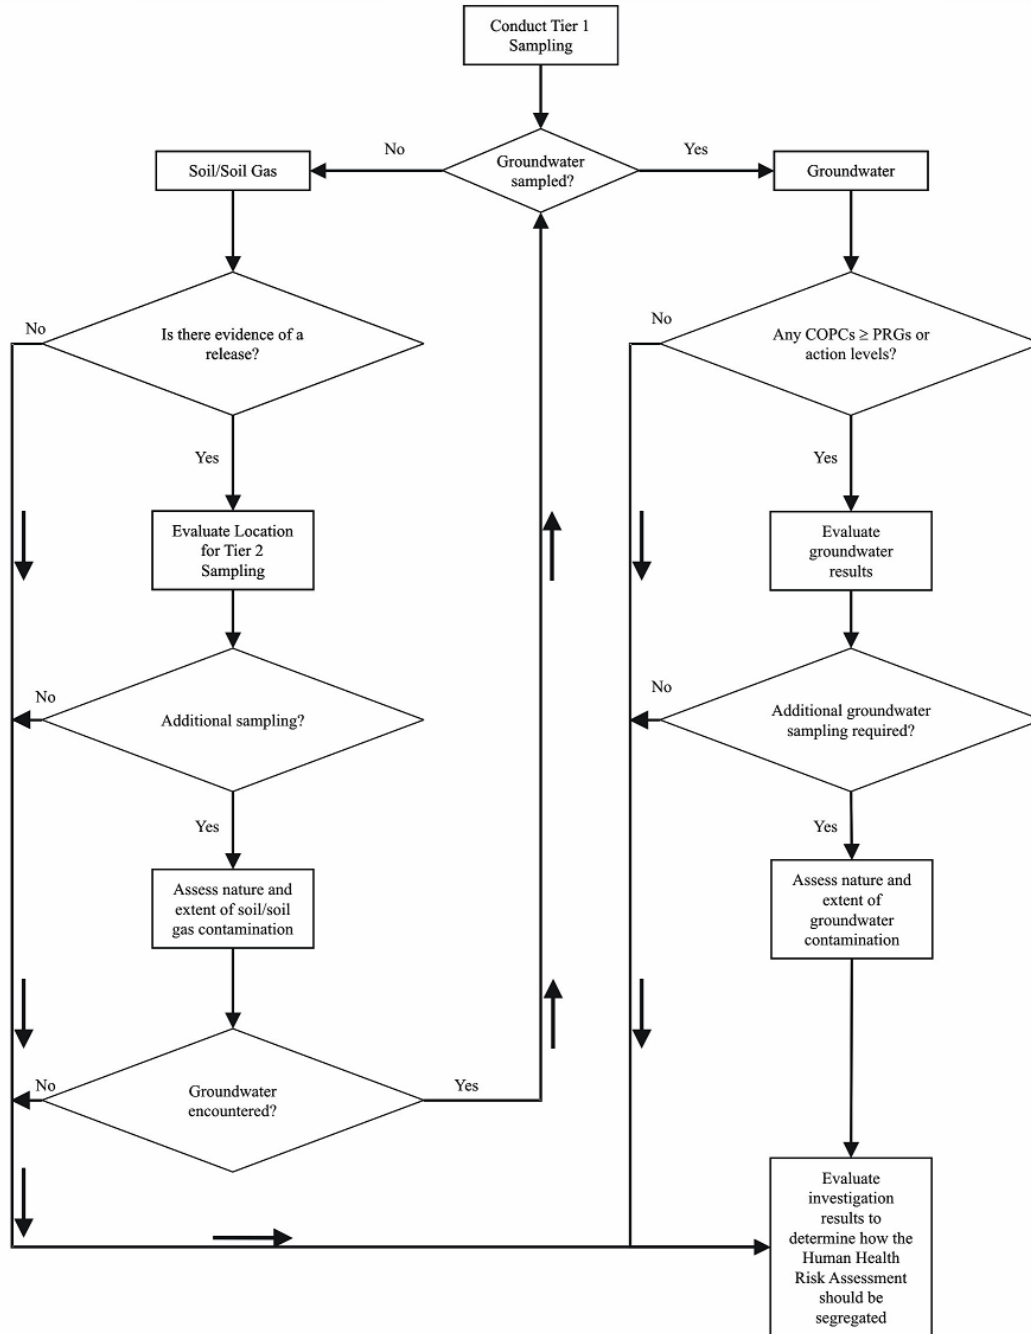 Conduct Tier 1
Sampling
No
Yes
Soil/Soil Gas
Groundwater
sampled?
Groundwater
No
Is there evidence of a
release?
No
Any COPCs ≥ PRGs or
action levels?
Yes
Yes
Evaluate Location
for Tier 2
Sampling
Evaluate
groundwater
results
No
Additional sampling?
No
Additional groundwater
sampling required?
Yes
Yes
Assess nature and
extent of soil/soil
gas contamination
Assess nature and
extent of
groundwater
contamination
No
Groundwater
encountered?
Yes
Evaluate
investigation
results to
determine how the
Human Health
Risk Assessment
should be
segregated